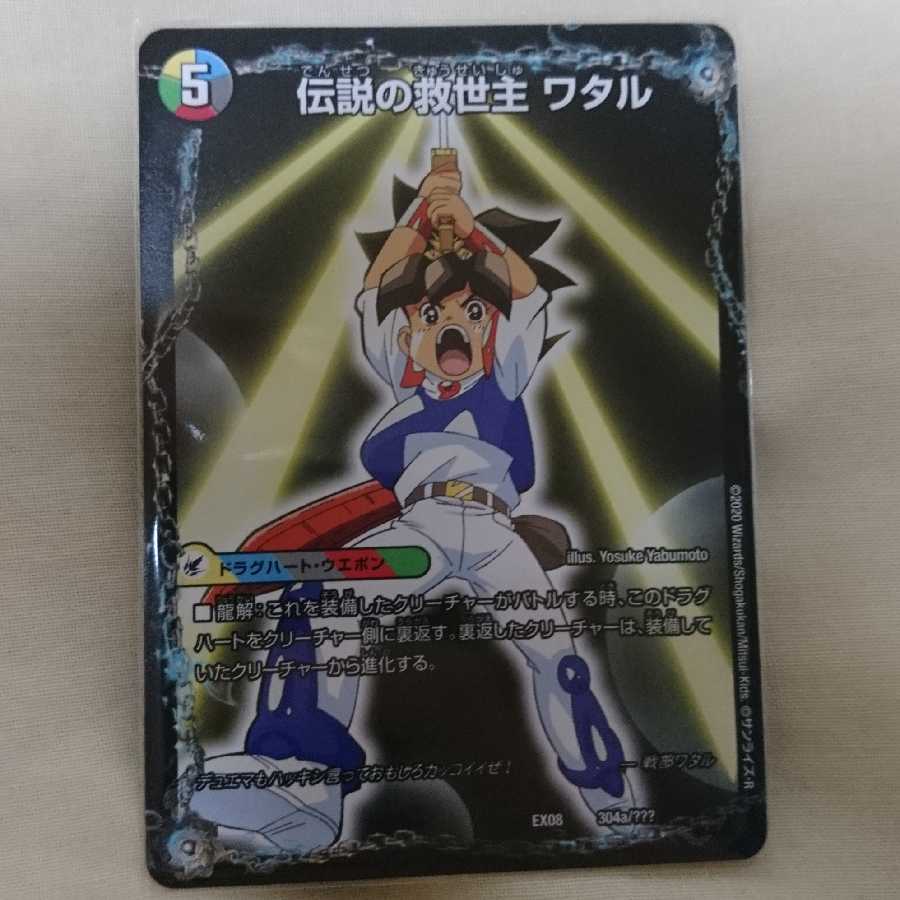 5
でんせつ きゅうせいしゅ
伝説の救世主 ワタル
illus. Yosuke Yabumoto
ドラグハート・ウエポン
■龍解:これを装備したクリーチャーがバトルする時、このドラグ
ハートをクリーチャー側に裏返す。裏返したクリーチャーは、装備して
いたクリーチャーから進化する。
デュエマもハッキシ言っておもしろカッコイイぜ!
— 戦部ワタル
EX08 304a/???
©2020 Wizards/Shogakukan/Mitsui-Kids ©サンライズ・R